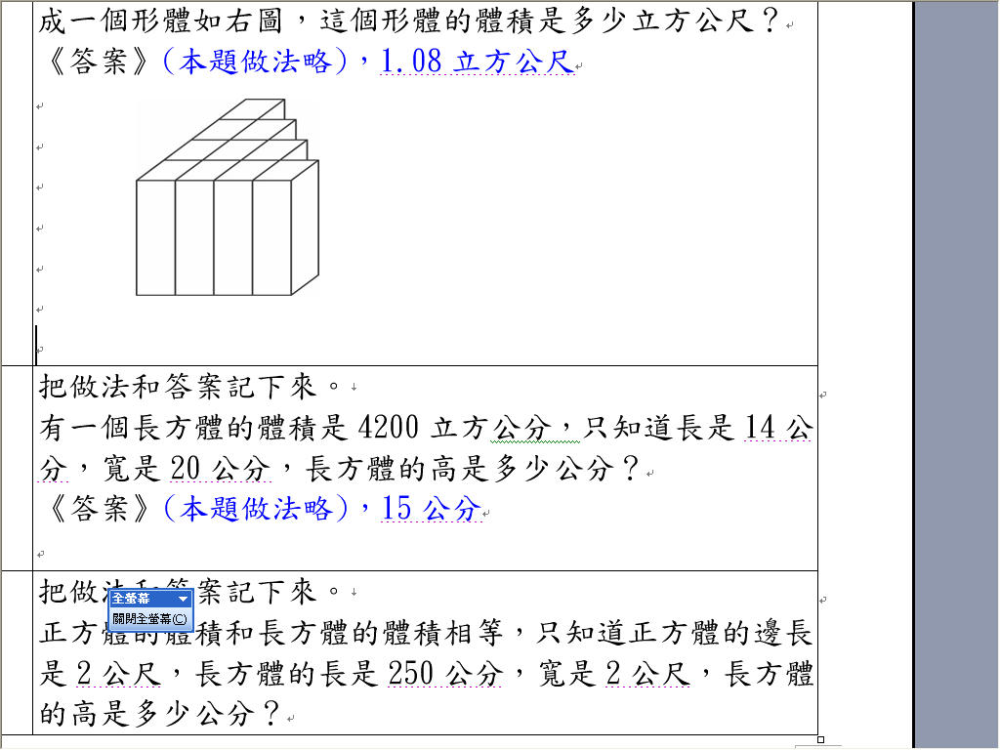 成一個形體如右圖，這個形體的體積是多少立方公尺？
《答案》(本題做法略)，1.08 立方公尺
把做法和答案記下來。
有一個長方體的體積是 4200 立方公分，只知道長是 14 公
分，寬是 20 公分，長方體的高是多少公分？
《答案》(本題做法略)，15 公分
把做法和答案記下來。
全螢幕
關閉全螢幕(C)
正方體的體積和長方體的體積相等，只知道正方體的邊長
是 2 公尺，長方體的長是 250 公分，寬是 2 公尺，長方體
的高是多少公分？